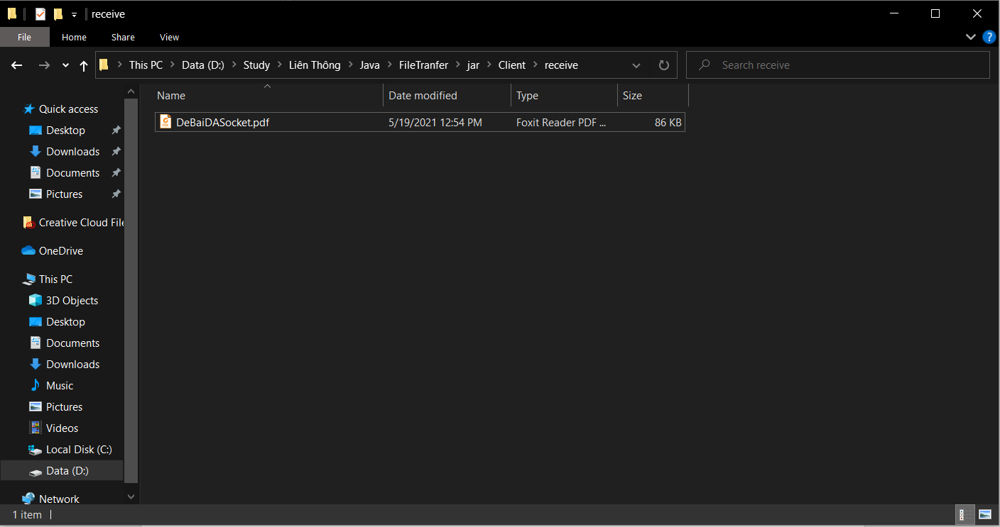 receive
File Home Share View
This PC Data (D:) Study Liên Thông Java FileTranfer jar Client receive Search receive
Name Date modified Type Size
DeBaiDASocket.pdf 5/19/2021 12:54 PM Foxit Reader PDF ... 86 KB
Quick access
Desktop
Downloads
Documents
Pictures
Creative Cloud File
OneDrive
This PC
3D Objects
Desktop
Documents
Downloads
Music
Pictures
Videos
Local Disk (C:)
Data (D:)
Network
1 item